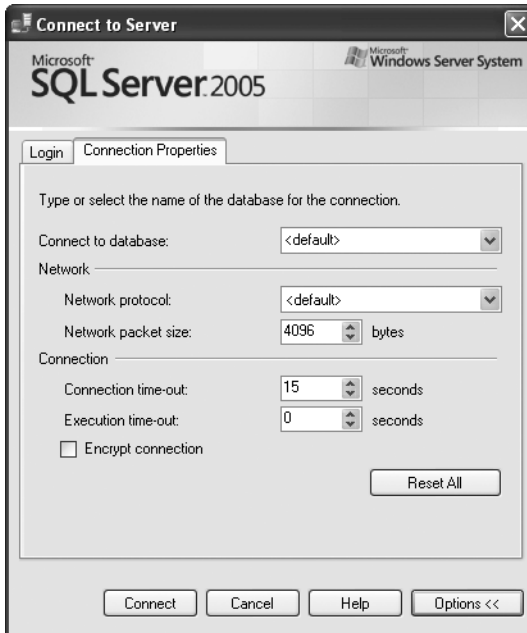 Connect to Server
Microsoft
SQL Server 2005
Microsoft
Windows Server System
Login
Connection Properties
Type or select the name of the database for the connection.
Connect to database:
<default>
Network
Network protocol:
<default>
Network packet size:
4096
bytes
Connection
Connection time-out:
15
seconds
Execution time-out:
0
seconds
Encrypt connection
Reset All
Connect
Cancel
Help
Options <<